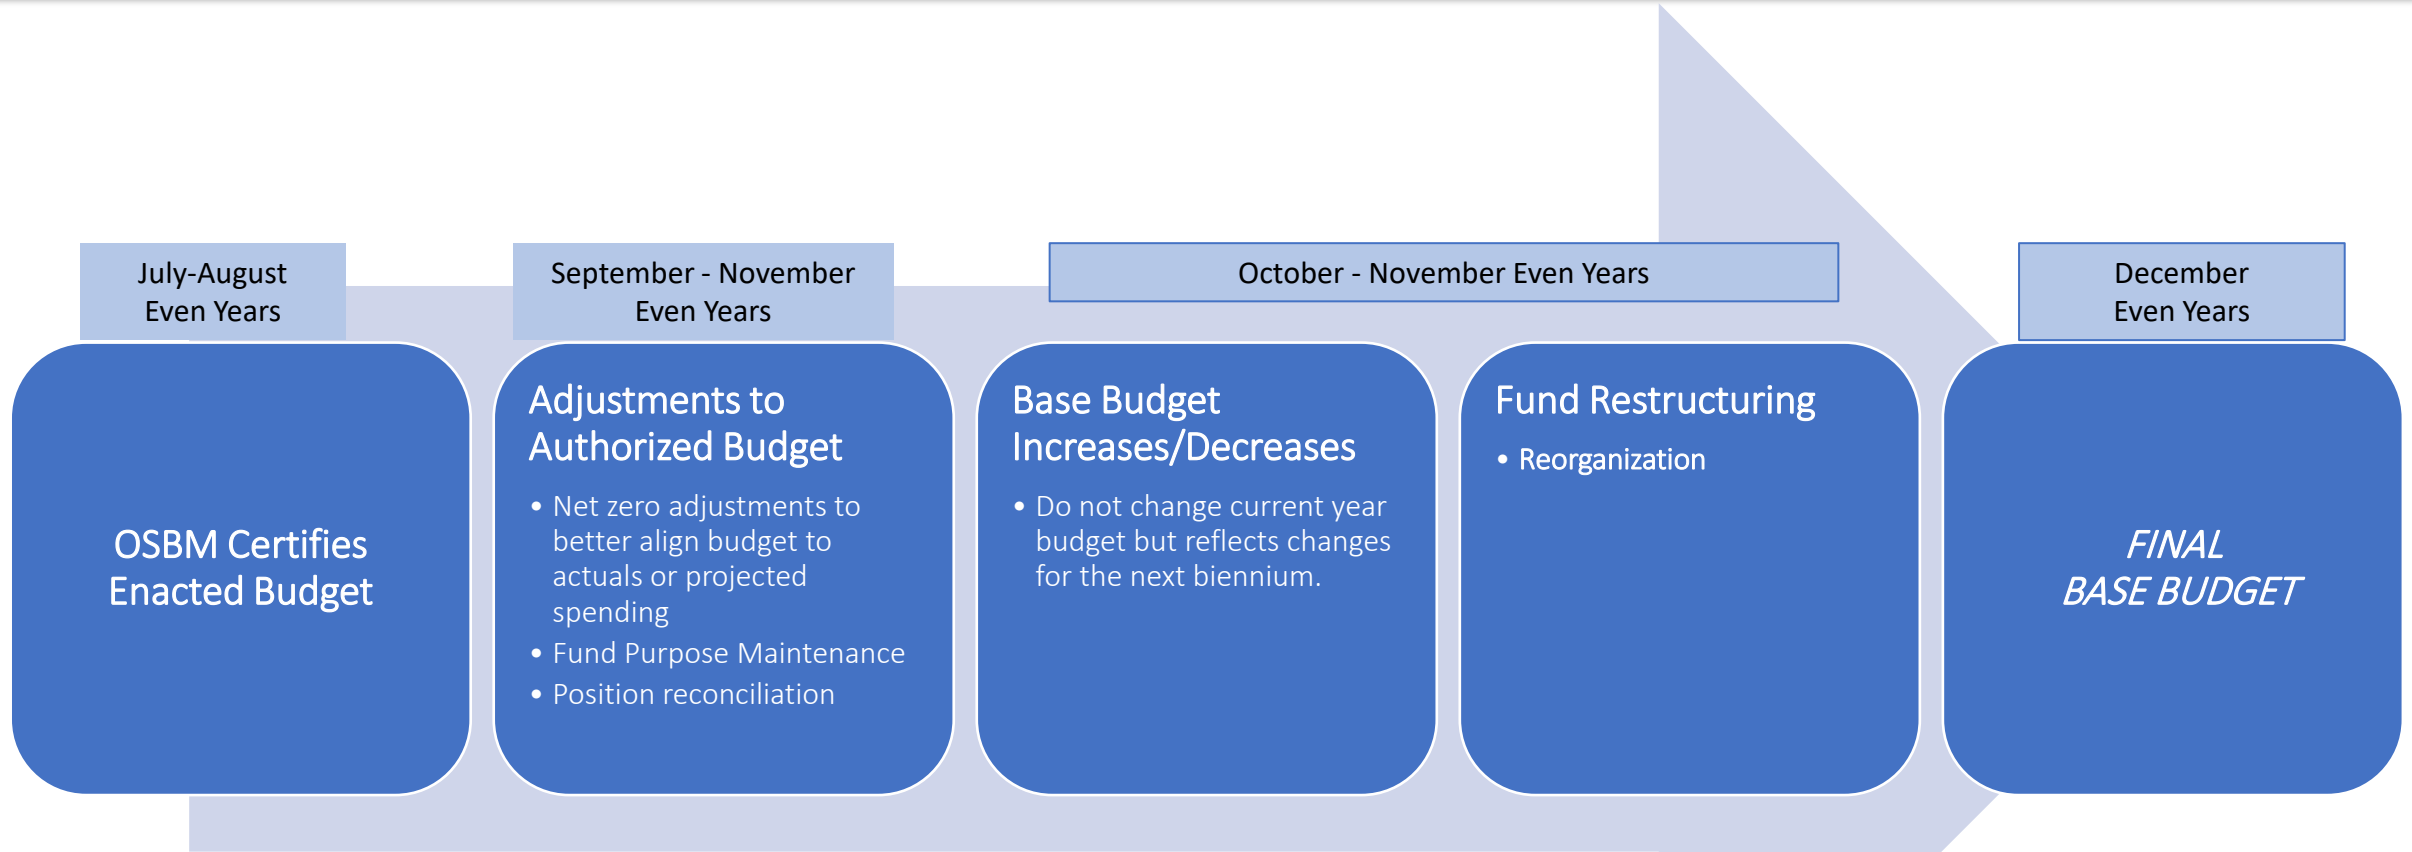 July-August
Even Years
September - November
Even Years
October - November Even Years
December
Even Years
OSBM Certifies
Enacted Budget
Adjustments to
Authorized Budget
• Net zero adjustments to
better align budget to
actuals or projected
spending
• Fund Purpose Maintenance
• Position reconciliation
Base Budget
Increases/Decreases
• Do not change current year
budget but reflects changes
for the next biennium.
Fund Restructuring
• Reorganization
FINAL
BASE BUDGET